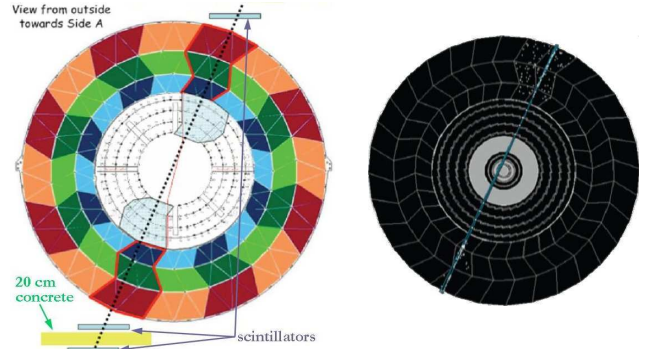 View from outside
towards Side A
20 cm
concrete
scintillators